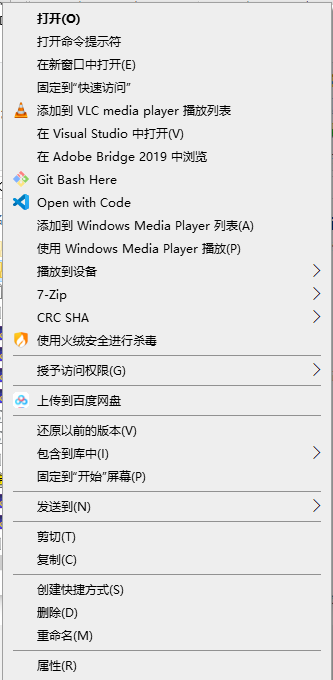 打开(O)
打开命令提示符
在新窗口中打开(E)
固定到"快速访问"
添加到 VLC media player 播放列表
在 Visual Studio 中打开(V)
在 Adobe Bridge 2019 中浏览
Git Bash Here
Open with Code
添加到 Windows Media Player 列表(A)
使用 Windows Media Player 播放(P)
播放到设备
7-Zip
CRC SHA
使用火绒安全进行杀毒
授予访问权限(G)
上传到百度网盘
还原以前的版本(V)
包含到库中(I)
固定到"开始"屏幕(P)
发送到(N)
剪切(T)
复制(C)
创建快捷方式(S)
删除(D)
重命名(M)
属性(R)